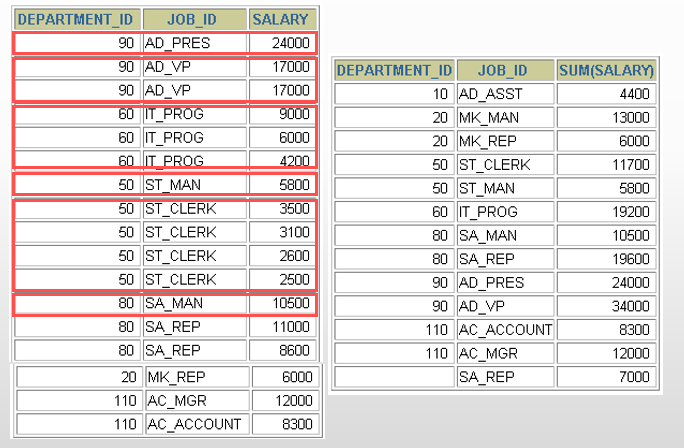 DEPARTMENT_ID JOB_ID SALARY
90 AD_PRES 24000
90 AD_VP 17000
90 AD_VP 17000
60 IT_PROG 9000
60 IT_PROG 6000
60 IT_PROG 4200
50 ST_MAN 5800
50 ST_CLERK 3500
50 ST_CLERK 3100
50 ST_CLERK 2600
50 ST_CLERK 2500
80 SA_MAN 10500
80 SA_REP 11000
80 SA_REP 8600
20 MK_REP 6000
110 AC_MGR 12000
110 AC_ACCOUNT 8300
DEPARTMENT_ID JOB_ID SUM(SALARY)
10 AD_ASST 4400
20 MK_MAN 13000
20 MK_REP 6000
50 ST_CLERK 11700
50 ST_MAN 5800
60 IT_PROG 19200
80 SA_MAN 10500
80 SA_REP 19600
90 AD_PRES 24000
90 AD_VP 34000
110 AC_ACCOUNT 8300
110 AC_MGR 12000
SA_REP 7000